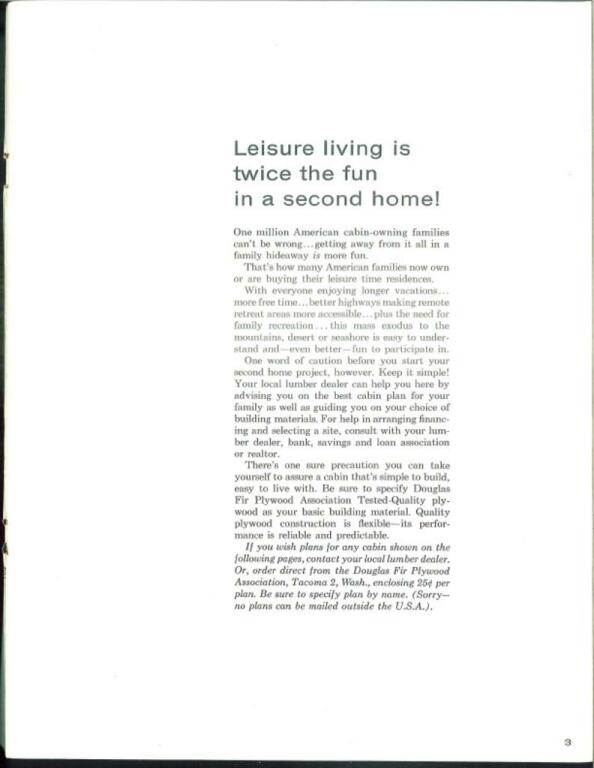 Leisure living is
twice the fun
in a second home!
One million American cabin-owning families
can't be wrong...getting away from it all in a
family hideaway is more fun.
That's how many American families now own
or are buying their leisure time residences.
With everyone enjoying longer vacations...
more free time...better highways making remote
retreat areas more accessible...plus the need for
family recreation...this mass exodus to the
mountains, desert or seashore is easy to under-
stand and—even better—fun to participate in.
One word of caution before you start your
second home project, however. Keep it simple!
Your local lumber dealer can help you here by
advising you on the best cabin plan for your
family as well as guiding you on your choice of
building materials. For help in arranging financ-
ing and selecting a site, consult with your lum-
ber dealer, bank, savings and loan association
or realtor.
There's one sure precaution you can take
yourself to assure a cabin that's simple to build,
easy to live with. Be sure to specify Douglas
Fir Plywood Association Tested-Quality ply-
wood as your basic building material. Quality
plywood construction is flexible—its perfor-
mance is reliable and predictable.
If you wish plans for any cabin shown on the
following pages, contact your local lumber dealer.
Or, order direct from the Douglas Fir Plywood
Association, Tacoma 2, Wash., enclosing 25¢ per
plan. Be sure to specify plan by name. (Sorry—
no plans can be mailed outside the U.S.A.).
3